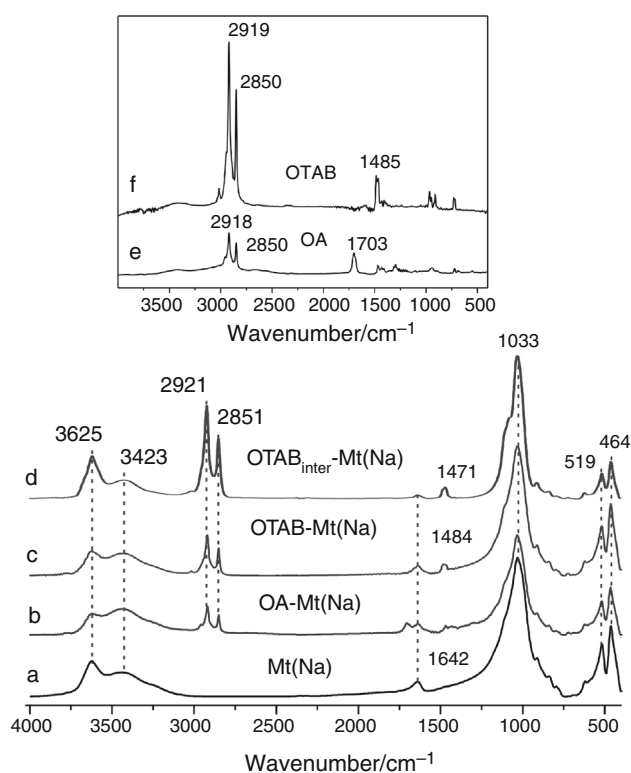 2919
2850
1485
f
OTAB
2918
OA
2850
1703
e
3500 3000 2500 2000 1500 1000 500
Wavenumber/cm⁻¹
1033
2921
2851
3625
3423
464
519
OTABinter-Mt(Na)
1471
d
OTAB-Mt(Na)
1484
c
OA-Mt(Na)
b
1642
Mt(Na)
a
4000 3500 3000 2500 2000 1500 1000 500
Wavenumber/cm⁻¹